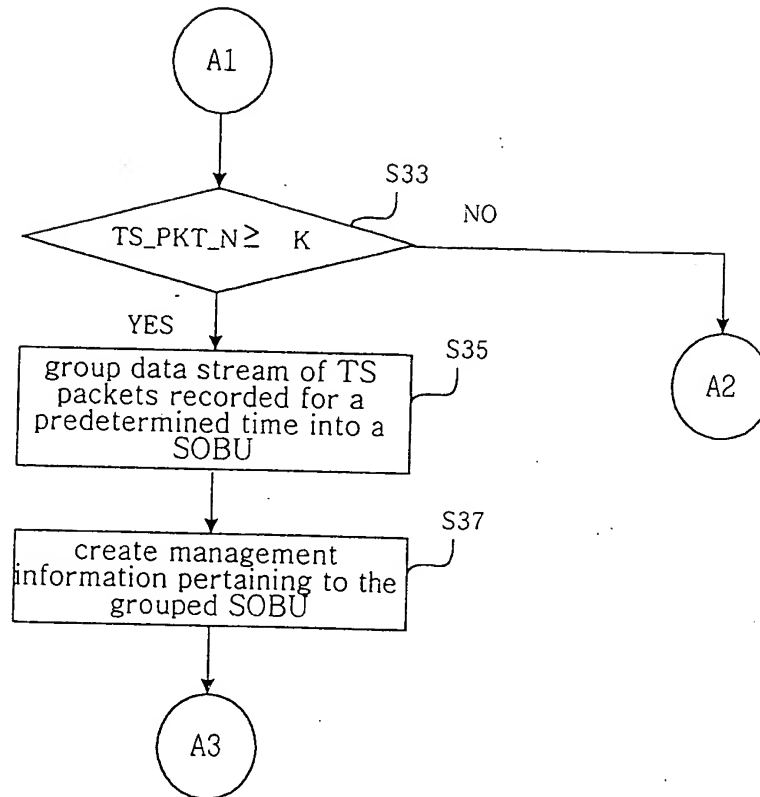 A1
S33
TS_PKT_N≥ K
NO
YES
A2
S35
group data stream of TS
packets recorded for a
predetermined time into a
SOBU
S37
create management
information pertaining to the
grouped SOBU
A3